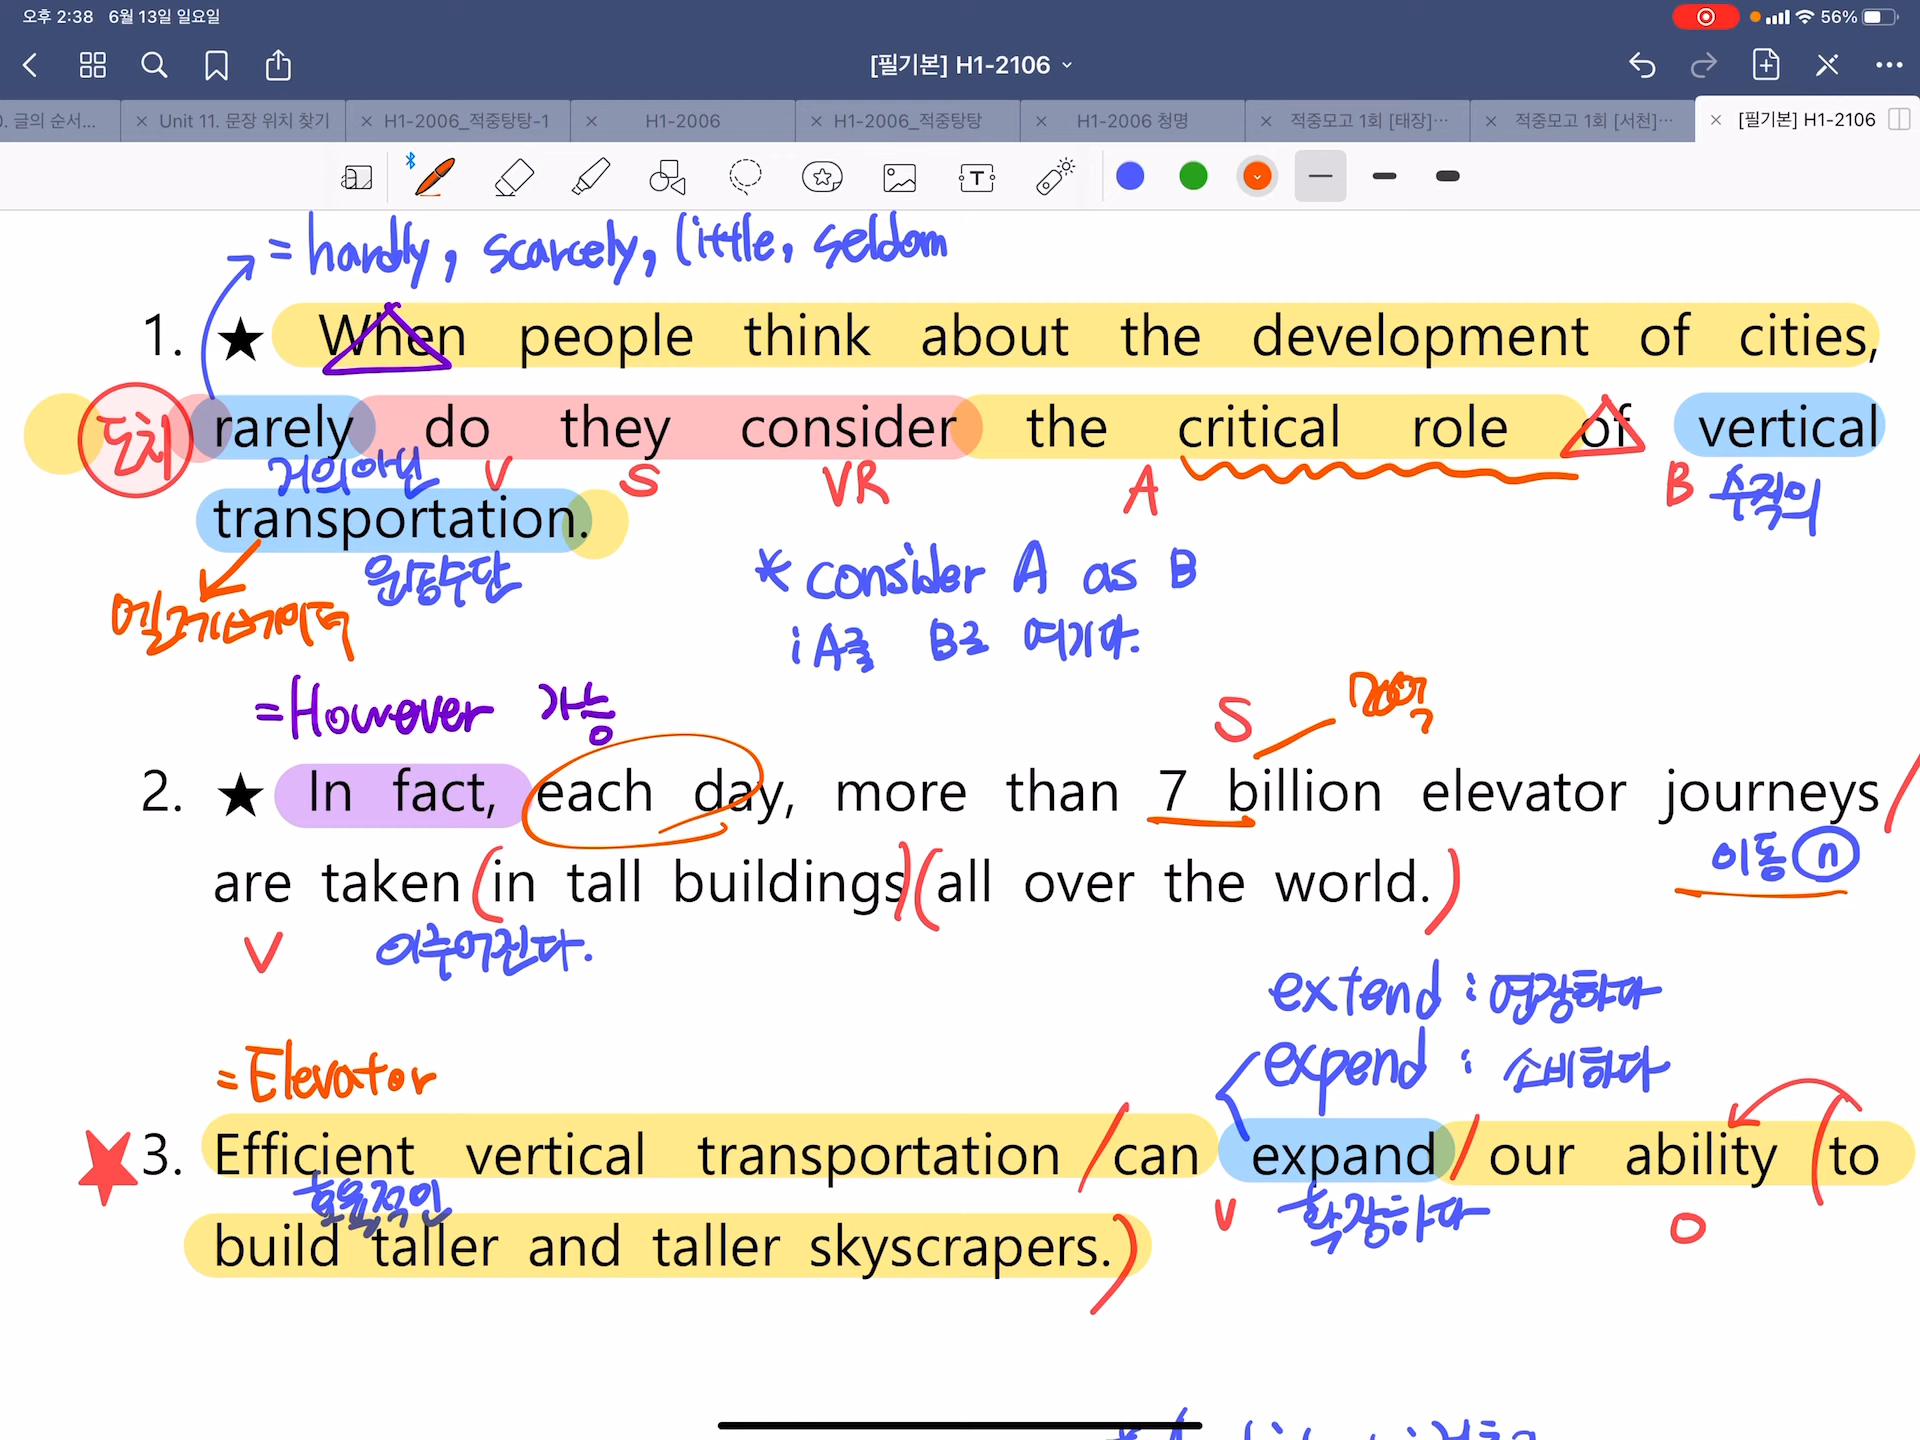 오후 2:38 6월 13일 일요일 56%
[필기본] H1-2106
글의 순서... Unit 11. 문장 위치 찾기 H1-2006_적중탕탕-1 H1-2006 H1-2006_적중탕탕 H1-2006 청명 적중모고 1회 [태장]… 적중모고 1회 [서천]… [필기본] H1-2106
= hardly, scarcely, little, seldom
1. ★ When people think about the development of cities,
도치 rarely do they consider the critical role of vertical
거의 아닌 V S VR A B 수직의
transportation.
엘리베이터 운송수단 * consider A as B
: A를 B로 여기다.
=However 가능 S 70억
2. ★ In fact, each day, more than 7 billion elevator journeys
이동 n
are taken (in tall buildings) (all over the world.)
V 이루어진다.
extend : 연장하다
=Elevator expend : 소비하다
3. Efficient vertical transportation / can expand / our ability (to
효율적인 V 확장하다 O
build taller and taller skyscrapers.)